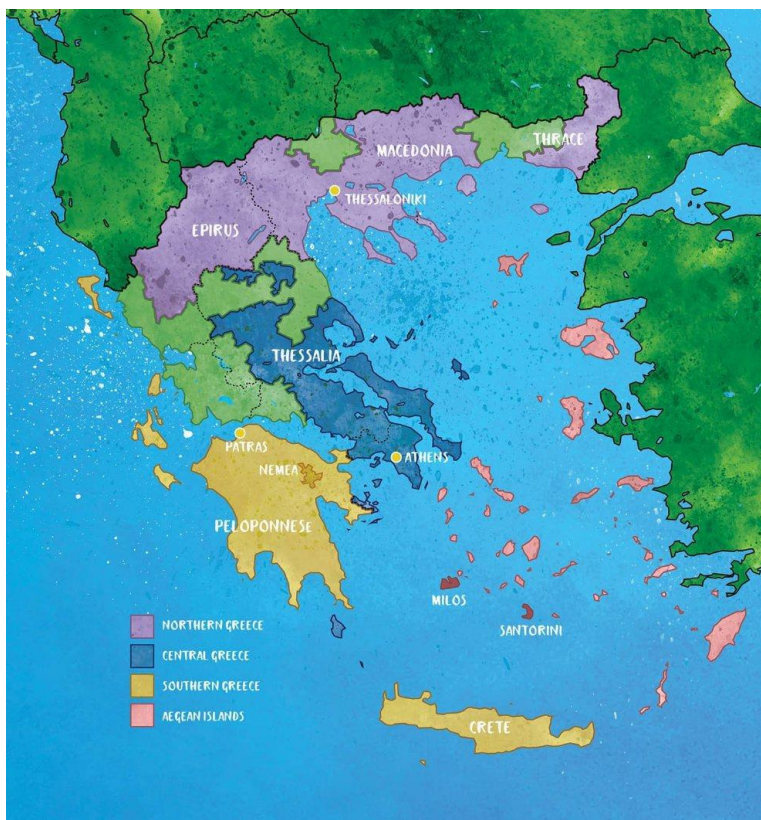 THRACE
MACEDONIA
THESSALONIKI
EPIRUS
THESSALIA
PATRAS
ATHENS
NEMEA
PELOPONNESe
MILOS
SANTORINI
NORTHERN GREECE
CENTRAL GREECE
SOUTHERN GREECE
AEGEAN ISLANDS
CRETE